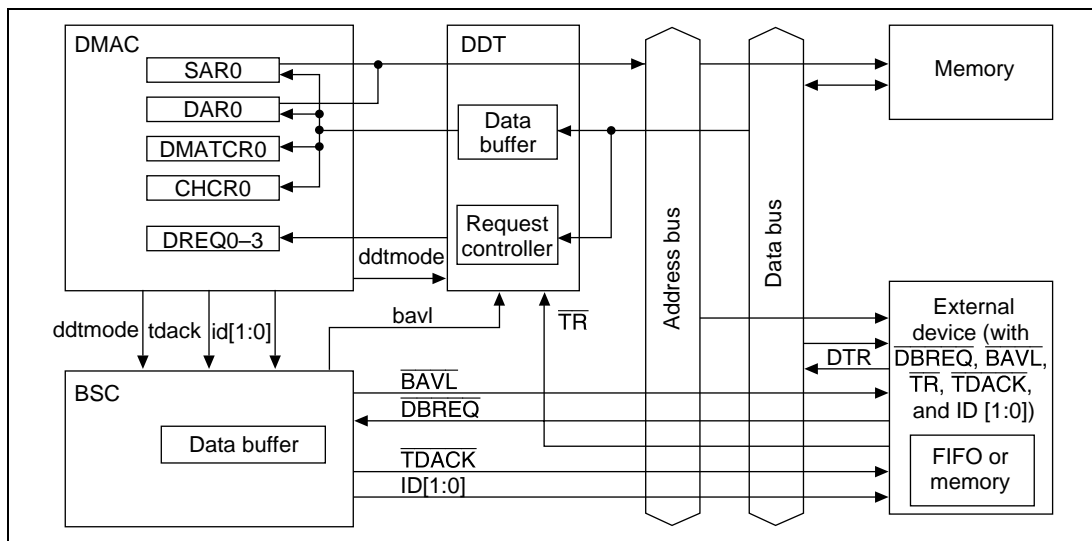 DMAC
SAR0
DAR0
DMATCR0
CHCR0
DREQ0–3
DDT
Data
buffer
Request
controller
ddtmode
bavl
TR
ddtmode
tdack
id[1:0]
BSC
Data buffer
BAVL
DBREQ
TDACK
ID[1:0]
Address bus
Data bus
Memory
DTR
External
device (with
DBREQ, BAVL,
TR, TDACK,
and ID [1:0])
FIFO or
memory